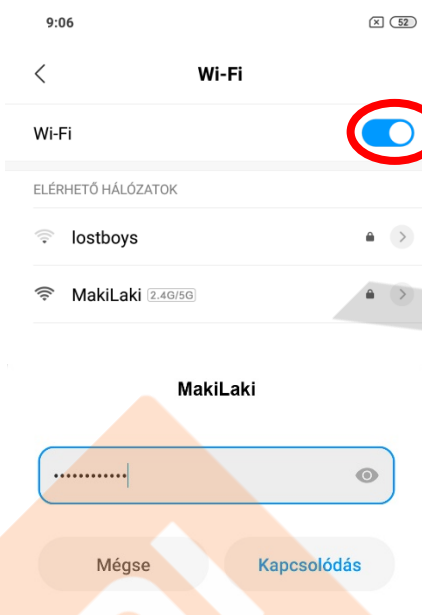 9:06
52
Wi-Fi
Wi-Fi
ELÉRHETŐ HÁLÓZATOK
lostboys
MakiLaki 2.4G/5G
MakiLaki
............
Mégse Kapcsolódás